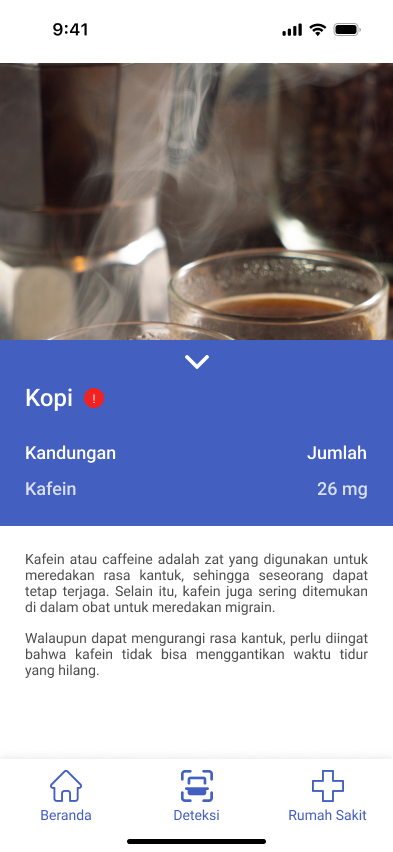 9:41
Kopi !
Kandungan Jumlah
Kafein 26 mg
Kafein atau caffeine adalah zat yang digunakan untuk
meredakan rasa kantuk, sehingga seseorang dapat
tetap terjaga. Selain itu, kafein juga sering ditemukan
di dalam obat untuk meredakan migrain.
Walaupun dapat mengurangi rasa kantuk, perlu diingat
bahwa kafein tidak bisa menggantikan waktu tidur
yang hilang.
Beranda Deteksi Rumah Sakit